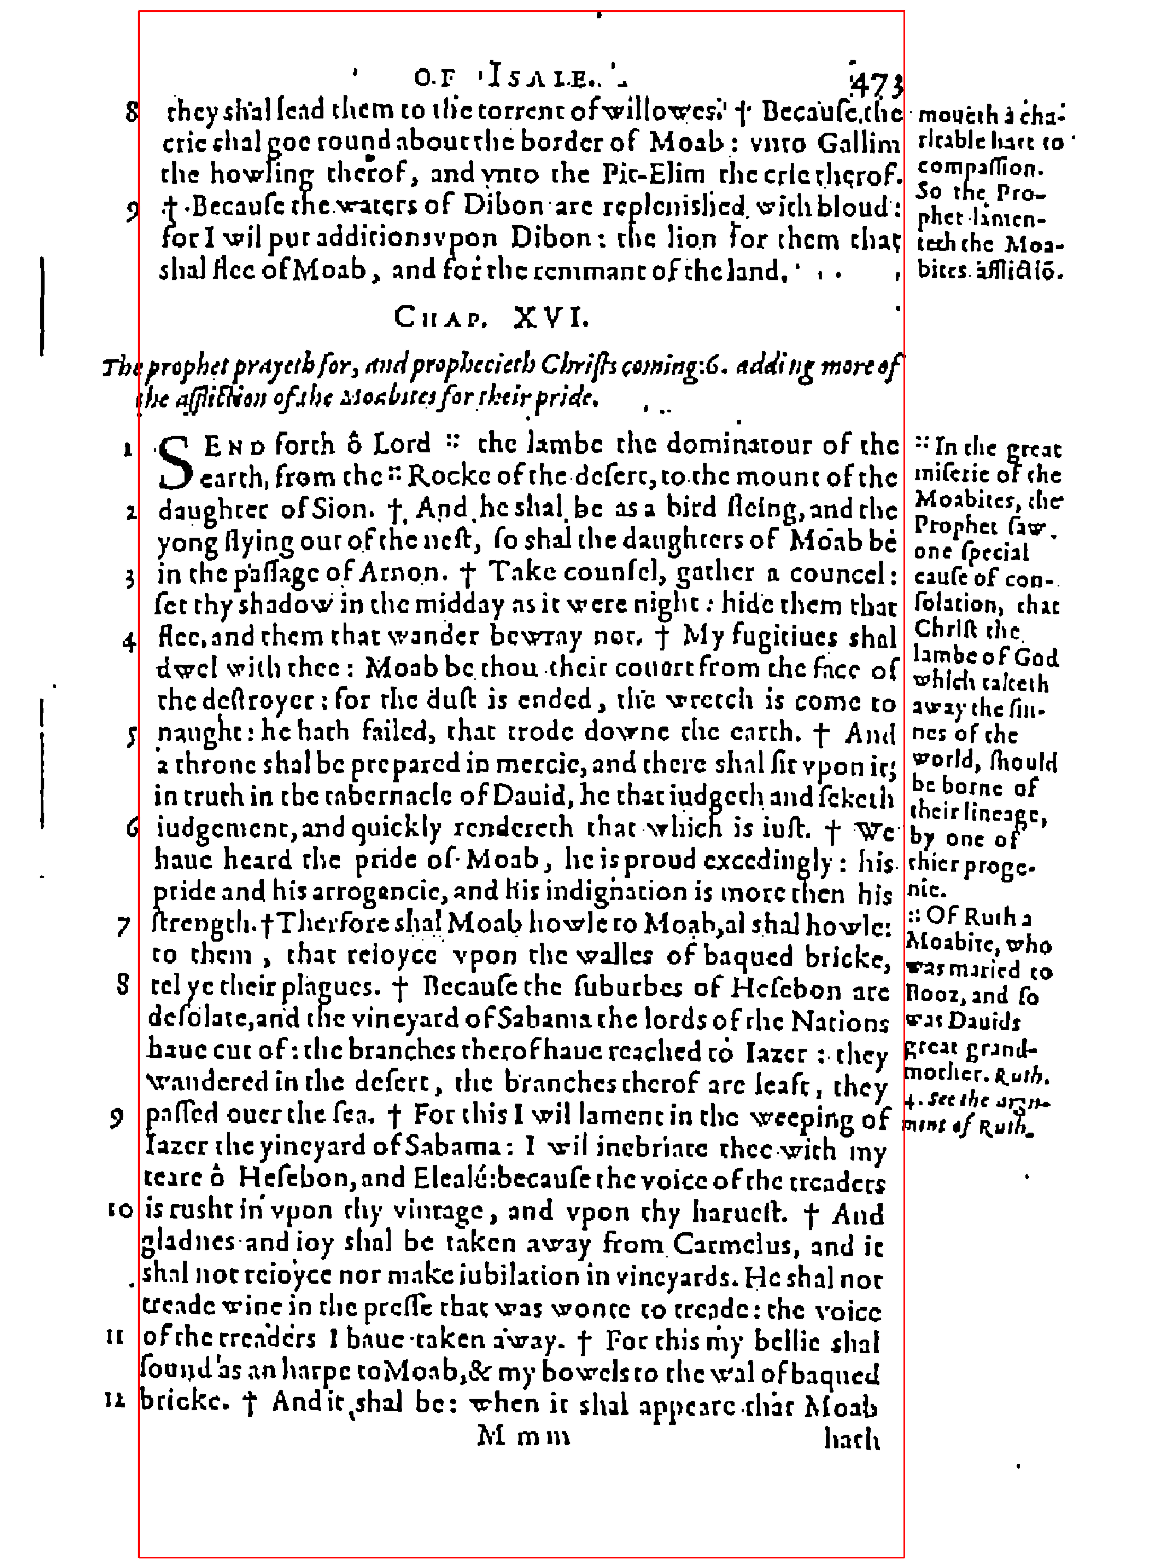 OF ISAIE. 473
8 they shal lead them to the torrent of willowes. † Becauſe the
crie shal goe round about the border of Moab: vnto Gallim
the howling therof, and vnto the Pit-Elim the crie therof.
9 † Becauſe the waters of Dibon are replenished with bloud:
for I wil put additions vpon Dibon: the lion for them that
shal flee of Moab, and for the remnant of the land.
moueth à cha-
ritable hart to
compaſſion.
So the Pro-
phet lamen-
teth the Moa-
bites afflictiō.
CHAP. XVI.
The prophet prayeth for, and prophecieth Chriſts coming: 6. adding more of
the affliction of the Moabites for their pride.
1 SEND forth ô Lord :: the lambe the dominatour of the
earth, from the :: Rocke of the deſert, to the mount of the
2 daughter of Sion. † And he shal be as a bird fleing, and the
yong flying out of the neſt, ſo shal the daughters of Moab be
3 in the paſſage of Arnon. † Take counſel, gather a councel:
ſet thy shadow in the midday as it were night: hide them that
4 flee, and them that wander bewray not. † My fugitiues shal
dwel with thee: Moab be thou their couart from the face of
the deſtroyer: for the duſt is ended, the wretch is come to
5 naught: he hath failed, that trode downe the earth. † And
a throne shal be prepared in mercie, and there shal ſit vpon it;
in truth in the tabernacle of Dauid, he that iudgeth and ſeketh
6 iudgement, and quickly rendereth that which is iuſt. † We
haue heard the pride of Moab, he is proud excedingly: his
pride and his arrogancie, and his indignation is more then his
7 ſtrength. † Therfore shal Moab howle to Moab, al shal howle:
to them, that reioyce vpon the walles of baqued bricke,
8 tel ye their plagues. † Becauſe the ſuburbes of Heſebon are
deſolate, and the vineyard of Sabama the lords of the Nations
haue cut of: the branches therof haue reached to Iazer: they
wandered in the deſert, the branches therof are leaft, they
9 paſſed ouer the ſea. † For this I wil lament in the weeping of
Iazer the yineyard of Sabama: I wil inebriate thee with my
teare ô Heſebon, and Elealé: becauſe the voice of the treaders
10 is rusht in vpon thy vintage, and vpon thy harueſt. † And
gladnes and ioy shal be taken away from Carmelus, and it
shal not reioyce nor make iubilation in vineyards. He shal not
treade wine in the preſſe that was wonte to treade: the voice
11 of the treaders I haue taken away. † For this my bellie shal
ſound as an harpe to Moab, & my bowels to the wal of baqued
12 bricke. † And it shal be: when it shal appeare that Moab
:: In the great
miſerie of the
Moabites, the
Prophet ſaw
one ſpecial
cauſe of con-
ſolation, that
Chriſt the
lambe of God
which taketh
away the ſin-
nes of the
world, ſhould
be borne of
their lineage,
by one of
thier proge-
nie.
:: Of Ruth a
Moabite, who
was maried to
Booz, and ſo
was Dauids
great grand-
mother. Ruth.
4. See the argu-
ment of Ruth.
M m m hath